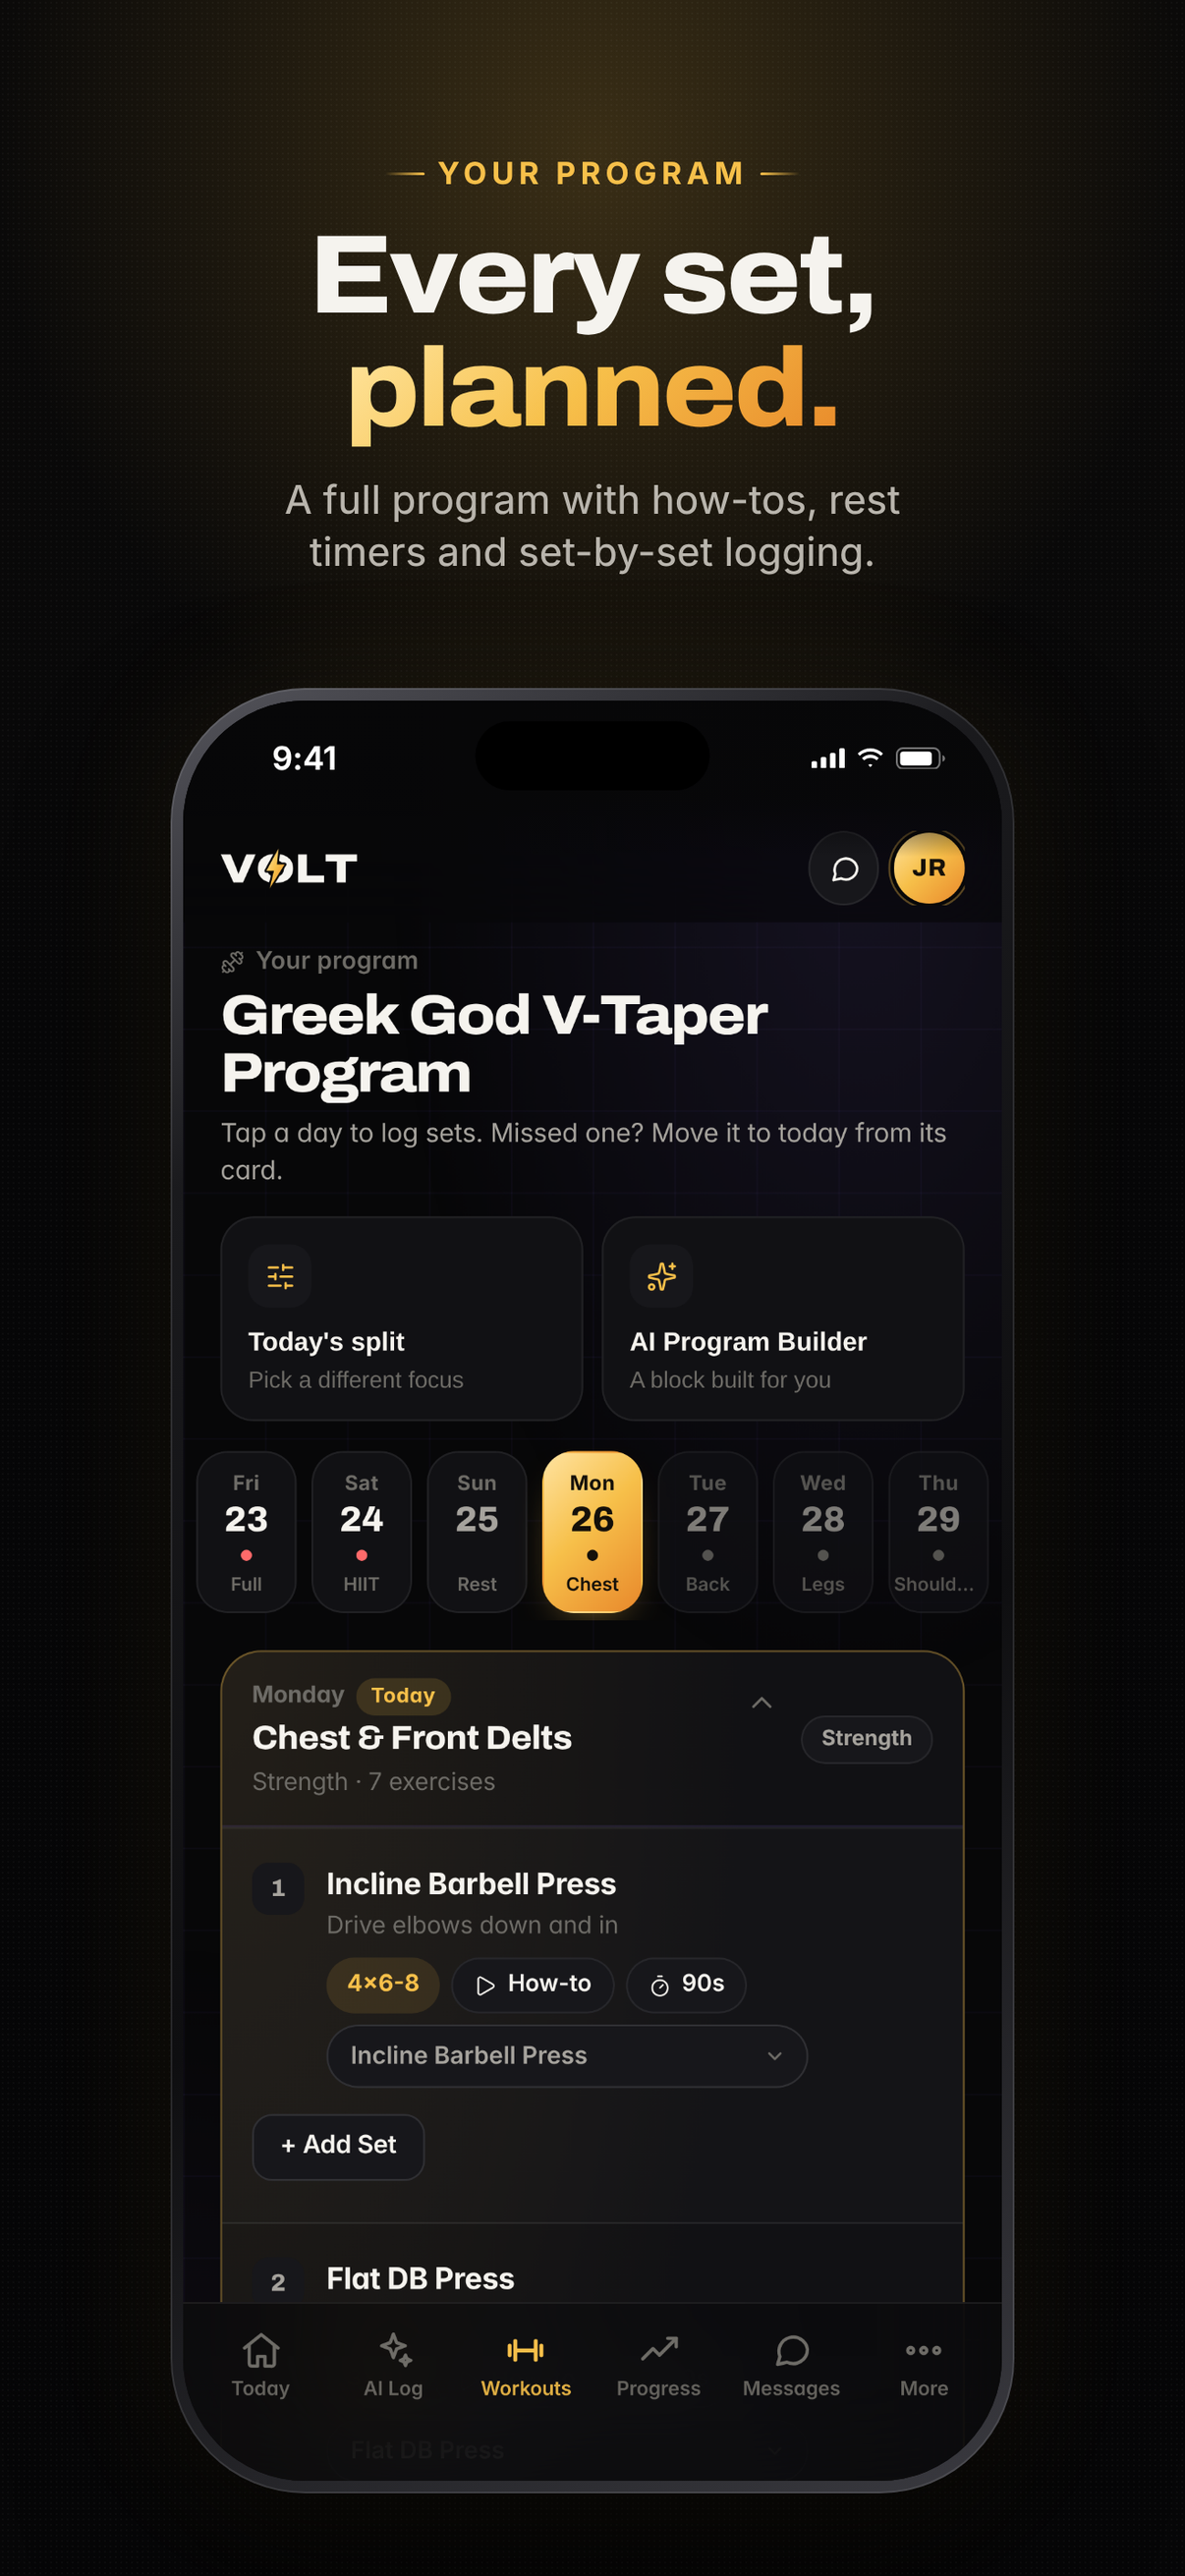 YOUR PROGRAM
Every set,
planned.
A full program with how-tos, rest
timers and set-by-set logging.
9:41
VOLT
JR
Your program
Greek God V-Taper
Program
Tap a day to log sets. Missed one? Move it to today from its
card.
Today's split
Pick a different focus
AI Program Builder
A block built for you
Fri
23
Full
Sat
24
HIIT
Sun
25
Rest
Mon
26
Chest
Tue
27
Back
Wed
28
Legs
Thu
29
Should...
Monday Today
Chest & Front Delts
Strength · 7 exercises
Strength
1
Incline Barbell Press
Drive elbows down and in
4×6-8 How-to 90s
Incline Barbell Press
+ Add Set
2
Flat DB Press
Today
AI Log
Workouts
Progress
Messages
More
Flat DB Press